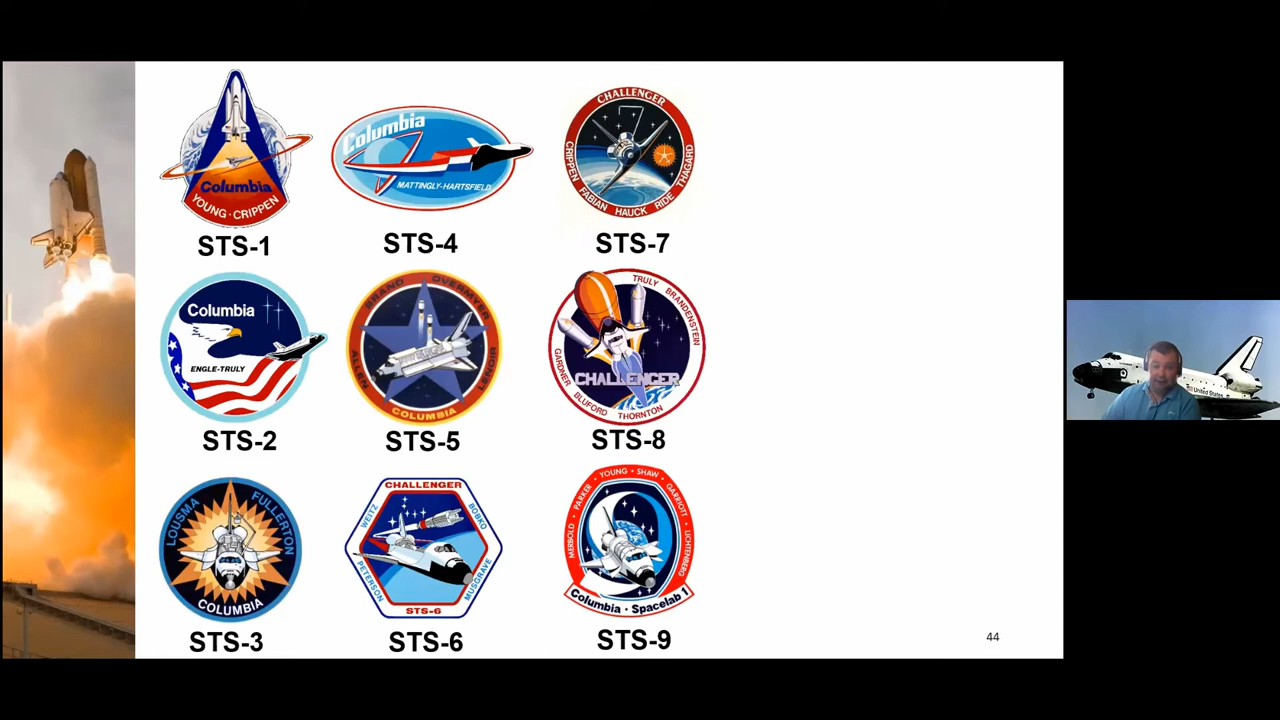 Columbia
YOUNG · CRIPPEN
STS-1
Columbia
MATTINGLY-HARTSFIELD
STS-4
CHALLENGER
CRIPPEN FABIAN HAUCK RIDE THAGARD
STS-7
Columbia
ENGLE-TRULY
STS-2
BRAND OVERMYER
ALLEN LENOIR
COLUMBIA
STS-5
TRULY BRANDENSTEIN
CHALLENGER
GARDNER BLUFORD THORNTON
STS-8
LOUSMA FULLERTON
COLUMBIA
STS-3
CHALLENGER
WEITZ BOBKO
PETERSON MUSGRAVE
STS-6
STS-6
MERBOLD · PARKER · YOUNG · SHAW · GARRIOTT · LICHTENBERG
Columbia · Spacelab 1
STS-9
44
United States